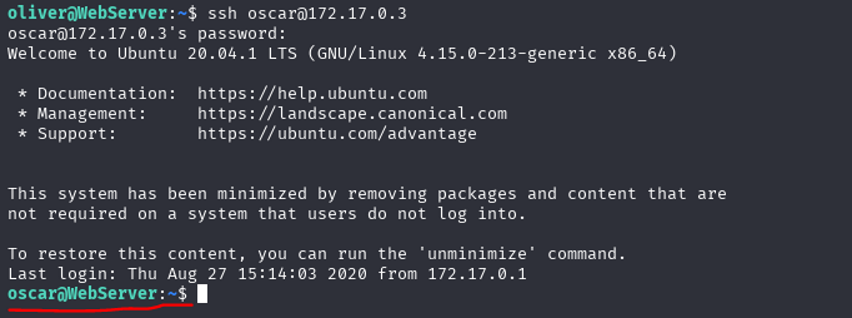 oliver@WebServer:~$ ssh oscar@172.17.0.3
oscar@172.17.0.3's password:
Welcome to Ubuntu 20.04.1 LTS (GNU/Linux 4.15.0-213-generic x86_64)
* Documentation:  https://help.ubuntu.com
* Management:     https://landscape.canonical.com
* Support:        https://ubuntu.com/advantage
This system has been minimized by removing packages and content that are
not required on a system that users do not log into.
To restore this content, you can run the 'unminimize' command.
Last login: Thu Aug 27 15:14:03 2020 from 172.17.0.1
oscar@WebServer:~$